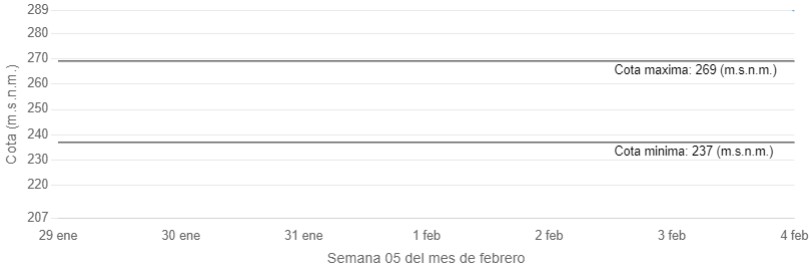 289
280
270
Cota maxima: 269 (m.s.n.m.)
260
250
240
Cota minima: 237 (m.s.n.m.)
230
220
207
Cota (m.s.n.m.)
29 ene 30 ene 31 ene 1 feb 2 feb 3 feb 4 feb
Semana 05 del mes de febrero